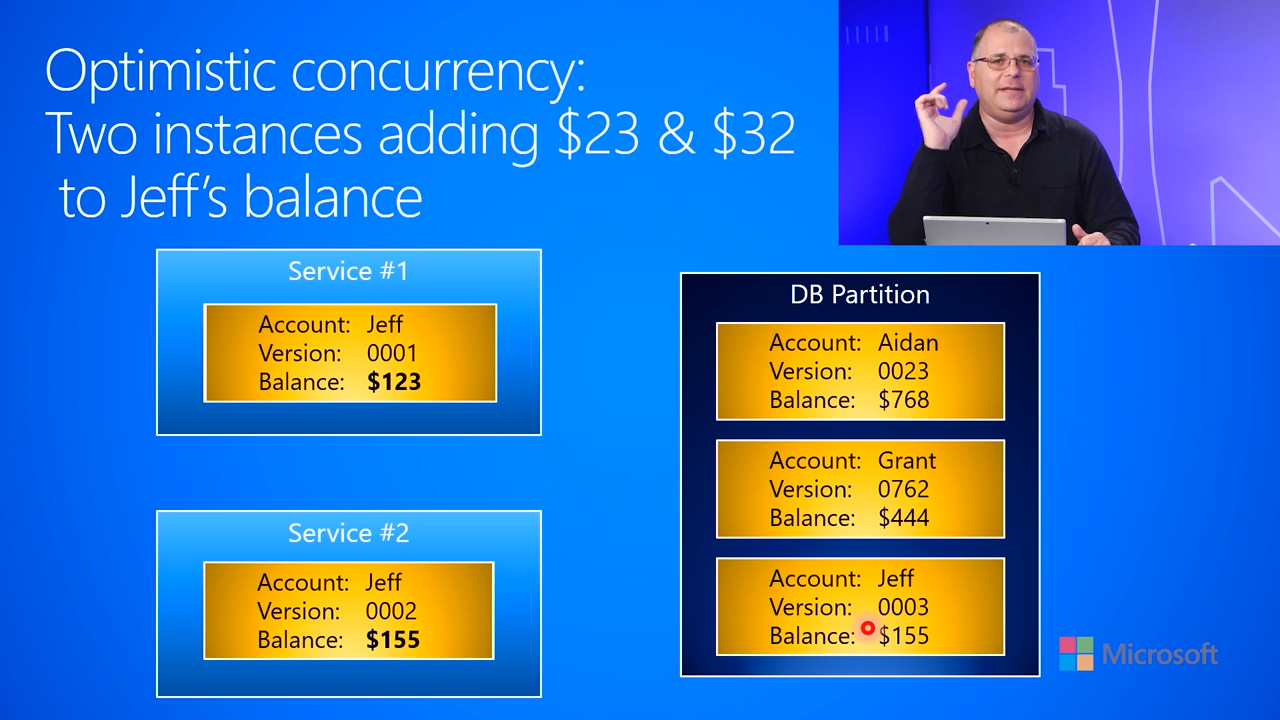 Optimistic concurrency:
Two instances adding $23 & $32
to Jeff's balance
Service #1
Account: Jeff
Version: 0001
Balance: $123
Service #2
Account: Jeff
Version: 0002
Balance: $155
DB Partition
Account: Aidan
Version: 0023
Balance: $768
Account: Grant
Version: 0762
Balance: $444
Account: Jeff
Version: 0003
Balance: $155
Microsoft